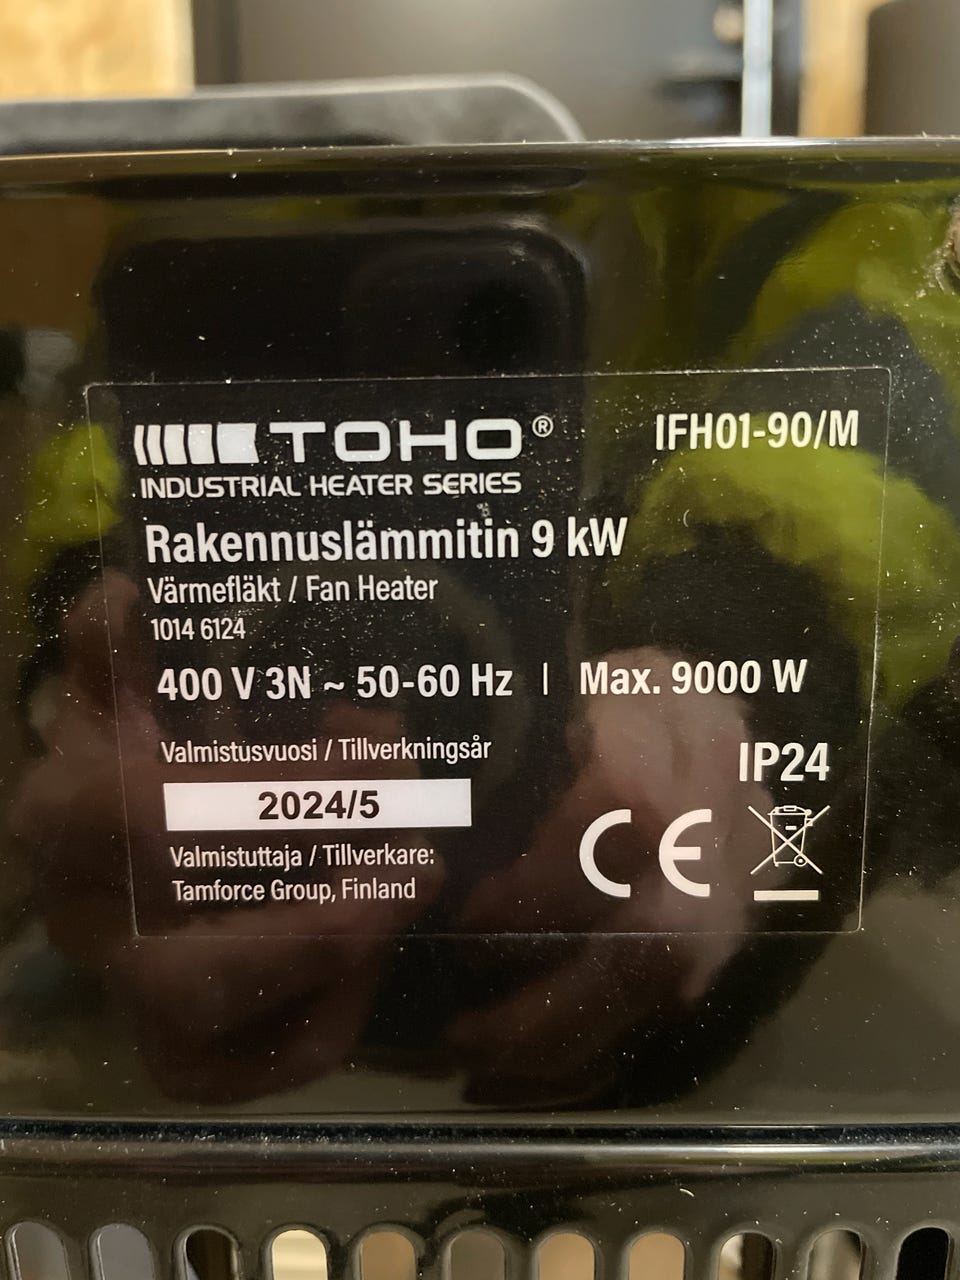 TOHO®
IFH01-90/M
INDUSTRIAL HEATER SERIES
Rakennuslämmitin 9 kW
Värmefläkt / Fan Heater
1014 6124
400 V 3N ~ 50-60 Hz | Max. 9000 W
Valmistusvuosi / Tillverkningsår
IP24
2024/5
CE
Valmistuttaja / Tillverkare:
Tamforce Group, Finland